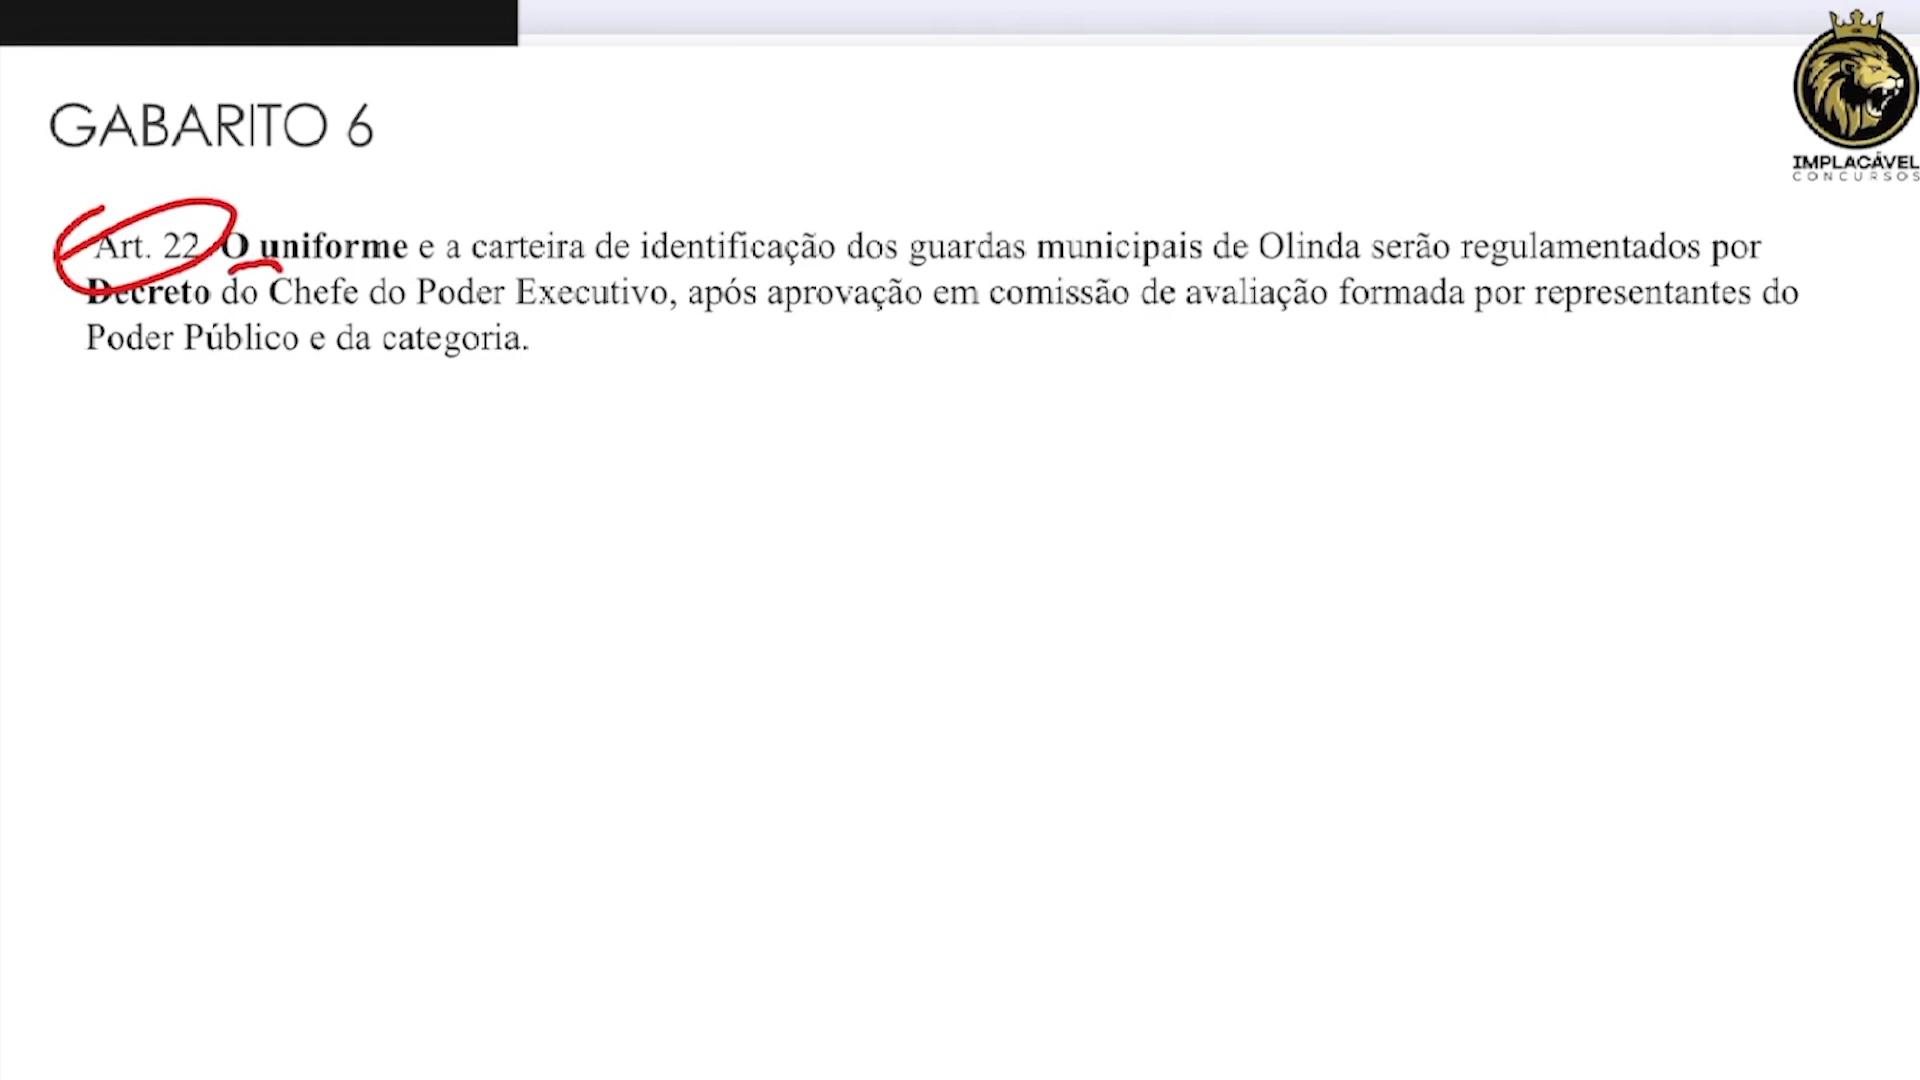 IMPLACÁVEL
CONCURSOS
GABARITO 6
Art. 22 O uniforme e a carteira de identificação dos guardas municipais de Olinda serão regulamentados por
Decreto do Chefe do Poder Executivo, após aprovação em comissão de avaliação formada por representantes do
Poder Público e da categoria.